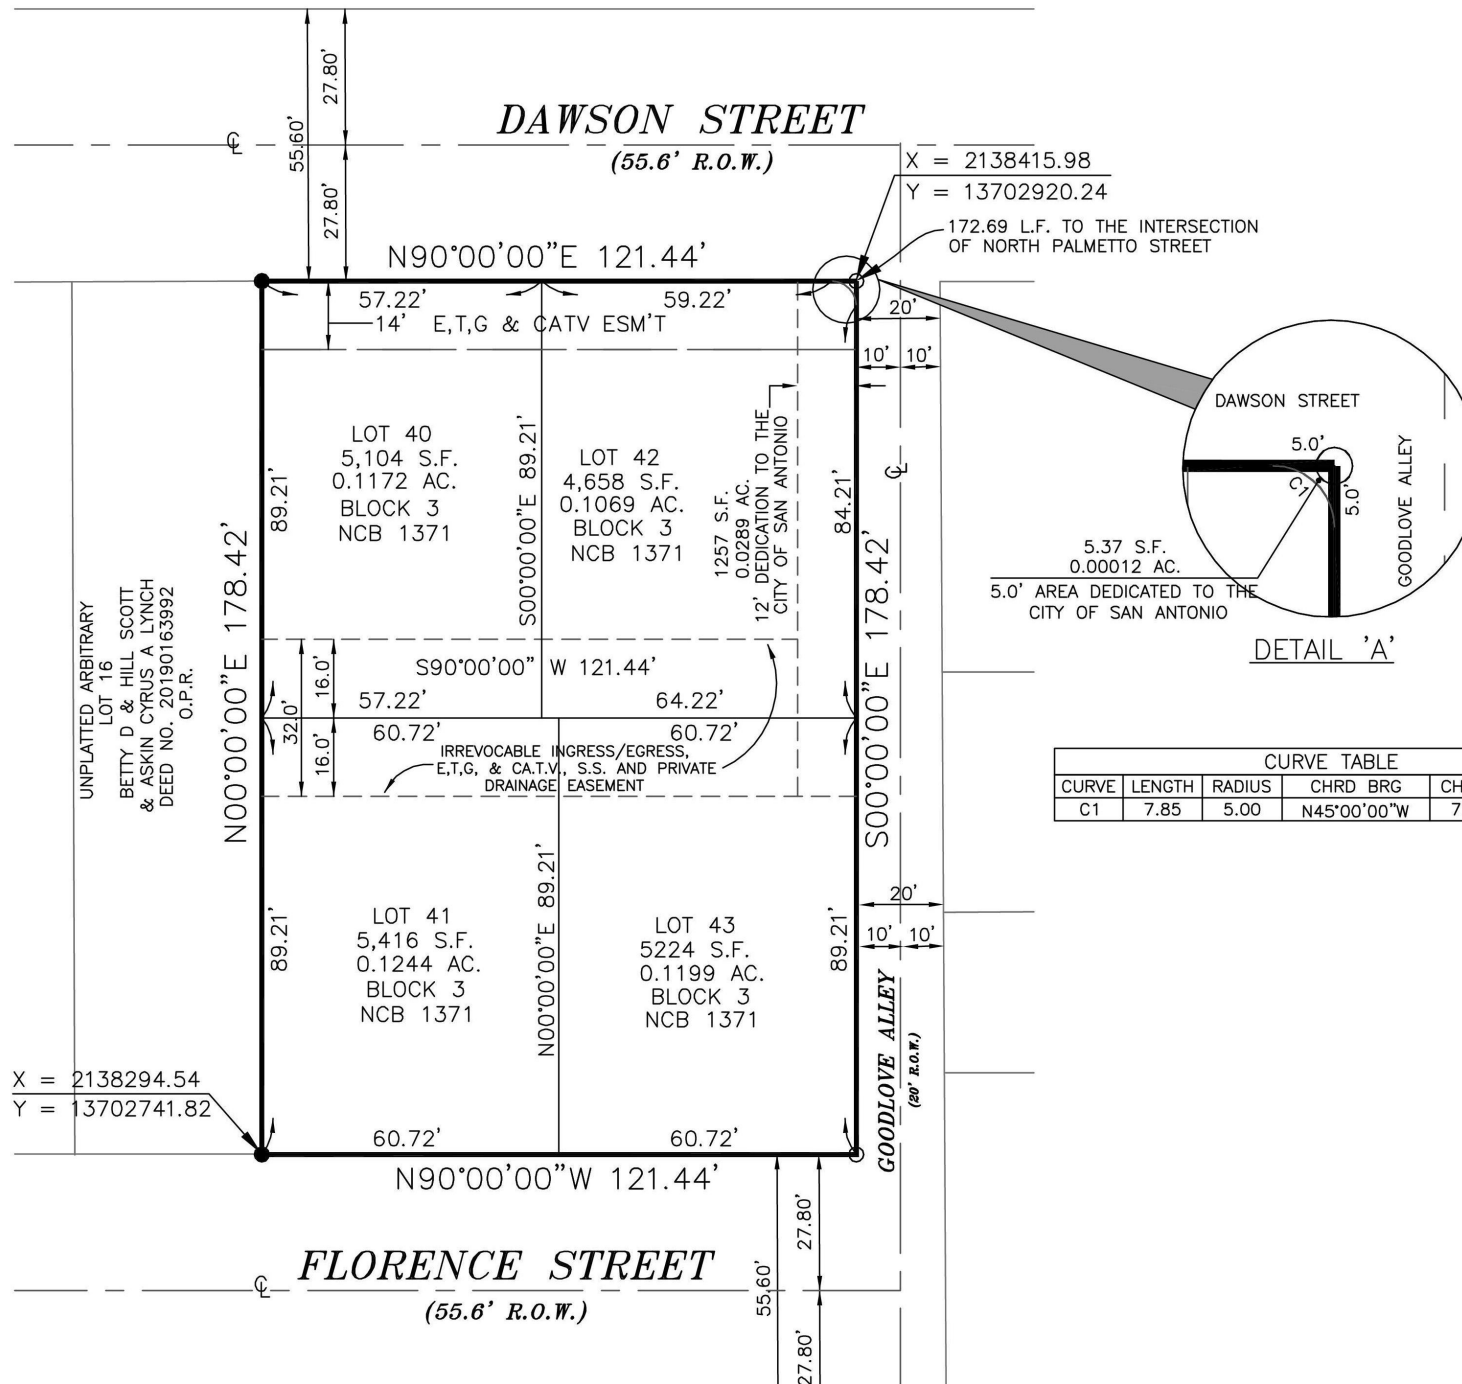 27.80'
55.60'
27.80'
DAWSON STREET
(55.6' R.O.W.)
℄
X = 2138415.98
Y = 13702920.24
172.69 L.F. TO THE INTERSECTION
OF NORTH PALMETTO STREET
N90°00'00"E 121.44'
57.22'
59.22'
14' E,T,G & CATV ESM'T
20'
10'
10'
LOT 40
5,104 S.F.
0.1172 AC.
BLOCK 3
NCB 1371
89.21'
S00°00'00"E 89.21'
LOT 42
4,658 S.F.
0.1069 AC.
BLOCK 3
NCB 1371
1257 S.F.
0.0289 AC.
12' DEDICATION TO THE
CITY OF SAN ANTONIO
84.21'
℄
DAWSON STREET
5.0'
C1
5.0'
GOODLOVE ALLEY
5.37 S.F.
0.00012 AC.
5.0' AREA DEDICATED TO THE
CITY OF SAN ANTONIO
DETAIL 'A'
UNPLATTED ARBITRARY
LOT 16
BETTY D & HILL SCOTT
& ASKIN CYRUS A LYNCH
DEED NO. 20190163992
O.P.R.
N00°00'00"E 178.42'
S00°00'00"E 178.42'
32.0'
16.0'
16.0'
S90°00'00" W 121.44'
57.22'
64.22'
60.72'
60.72'
IRREVOCABLE INGRESS/EGRESS,
E,T,G, & CA.T.V., S.S. AND PRIVATE
DRAINAGE EASEMENT
CURVE TABLE
CURVE LENGTH RADIUS CHRD BRG CH
C1 7.85 5.00 N45°00'00"W 7
89.21'
LOT 41
5,416 S.F.
0.1244 AC.
BLOCK 3
NCB 1371
N00°00'00"E 89.21'
LOT 43
5224 S.F.
0.1199 AC.
BLOCK 3
NCB 1371
89.21'
20'
10'
10'
GOODLOVE ALLEY
(20' R.O.W.)
X = 2138294.54
Y = 13702741.82
60.72'
60.72'
N90°00'00"W 121.44'
FLORENCE STREET
(55.6' R.O.W.)
℄
27.80'
55.60'
27.80'